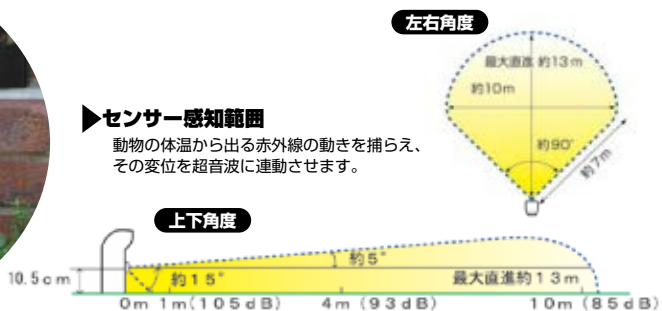 左右角度
最大直進 約13m
約10m
▶センサー感知範囲
動物の体温から出る赤外線の動きを捕らえ、
その変位を超音波に連動させます。
約90°
約7m
上下角度
約5°
10.5cm
約15°
最大直進約13m
0m 1m(105dB) 4m (93dB) 10m (85dB)